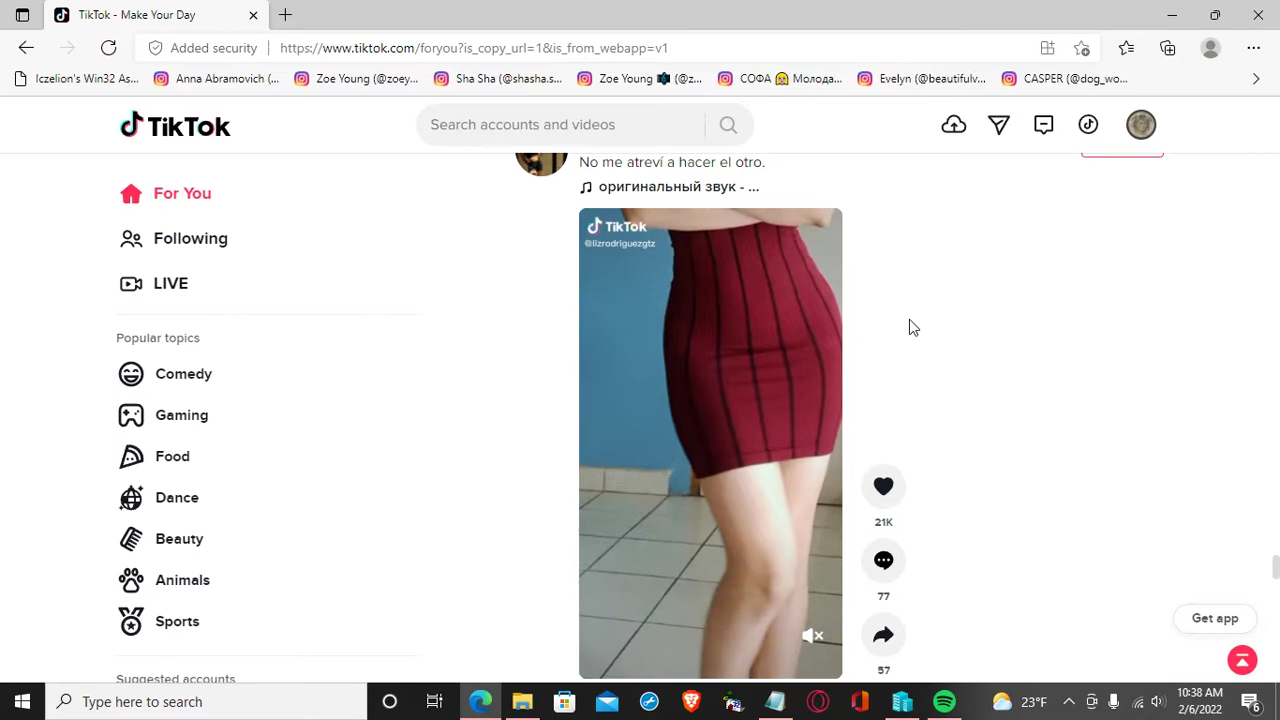 TikTok - Make Your Day
Added security
https://www.tiktok.com/foryou?is_copy_url=1&is_from_webapp=v1
Iczelion's Win32 As...
Anna Abramovich (...
Zoe Young (@zoey...
Sha Sha (@shasha.s...
Zoe Young (@z...
СОФА Молода...
Evelyn (@beautifulv...
CASPER (@dog_wo...
TikTok
Search accounts and videos
For You
Following
LIVE
Popular topics
Comedy
Gaming
Food
Dance
Beauty
Animals
Sports
Suggested accounts
No me atreví a hacer el otro.
оригинальный звук - ...
TikTok
@lizrodriguezgtz
21K
77
57
Get app
Type here to search
23°F
10:38 AM
2/6/2022
6